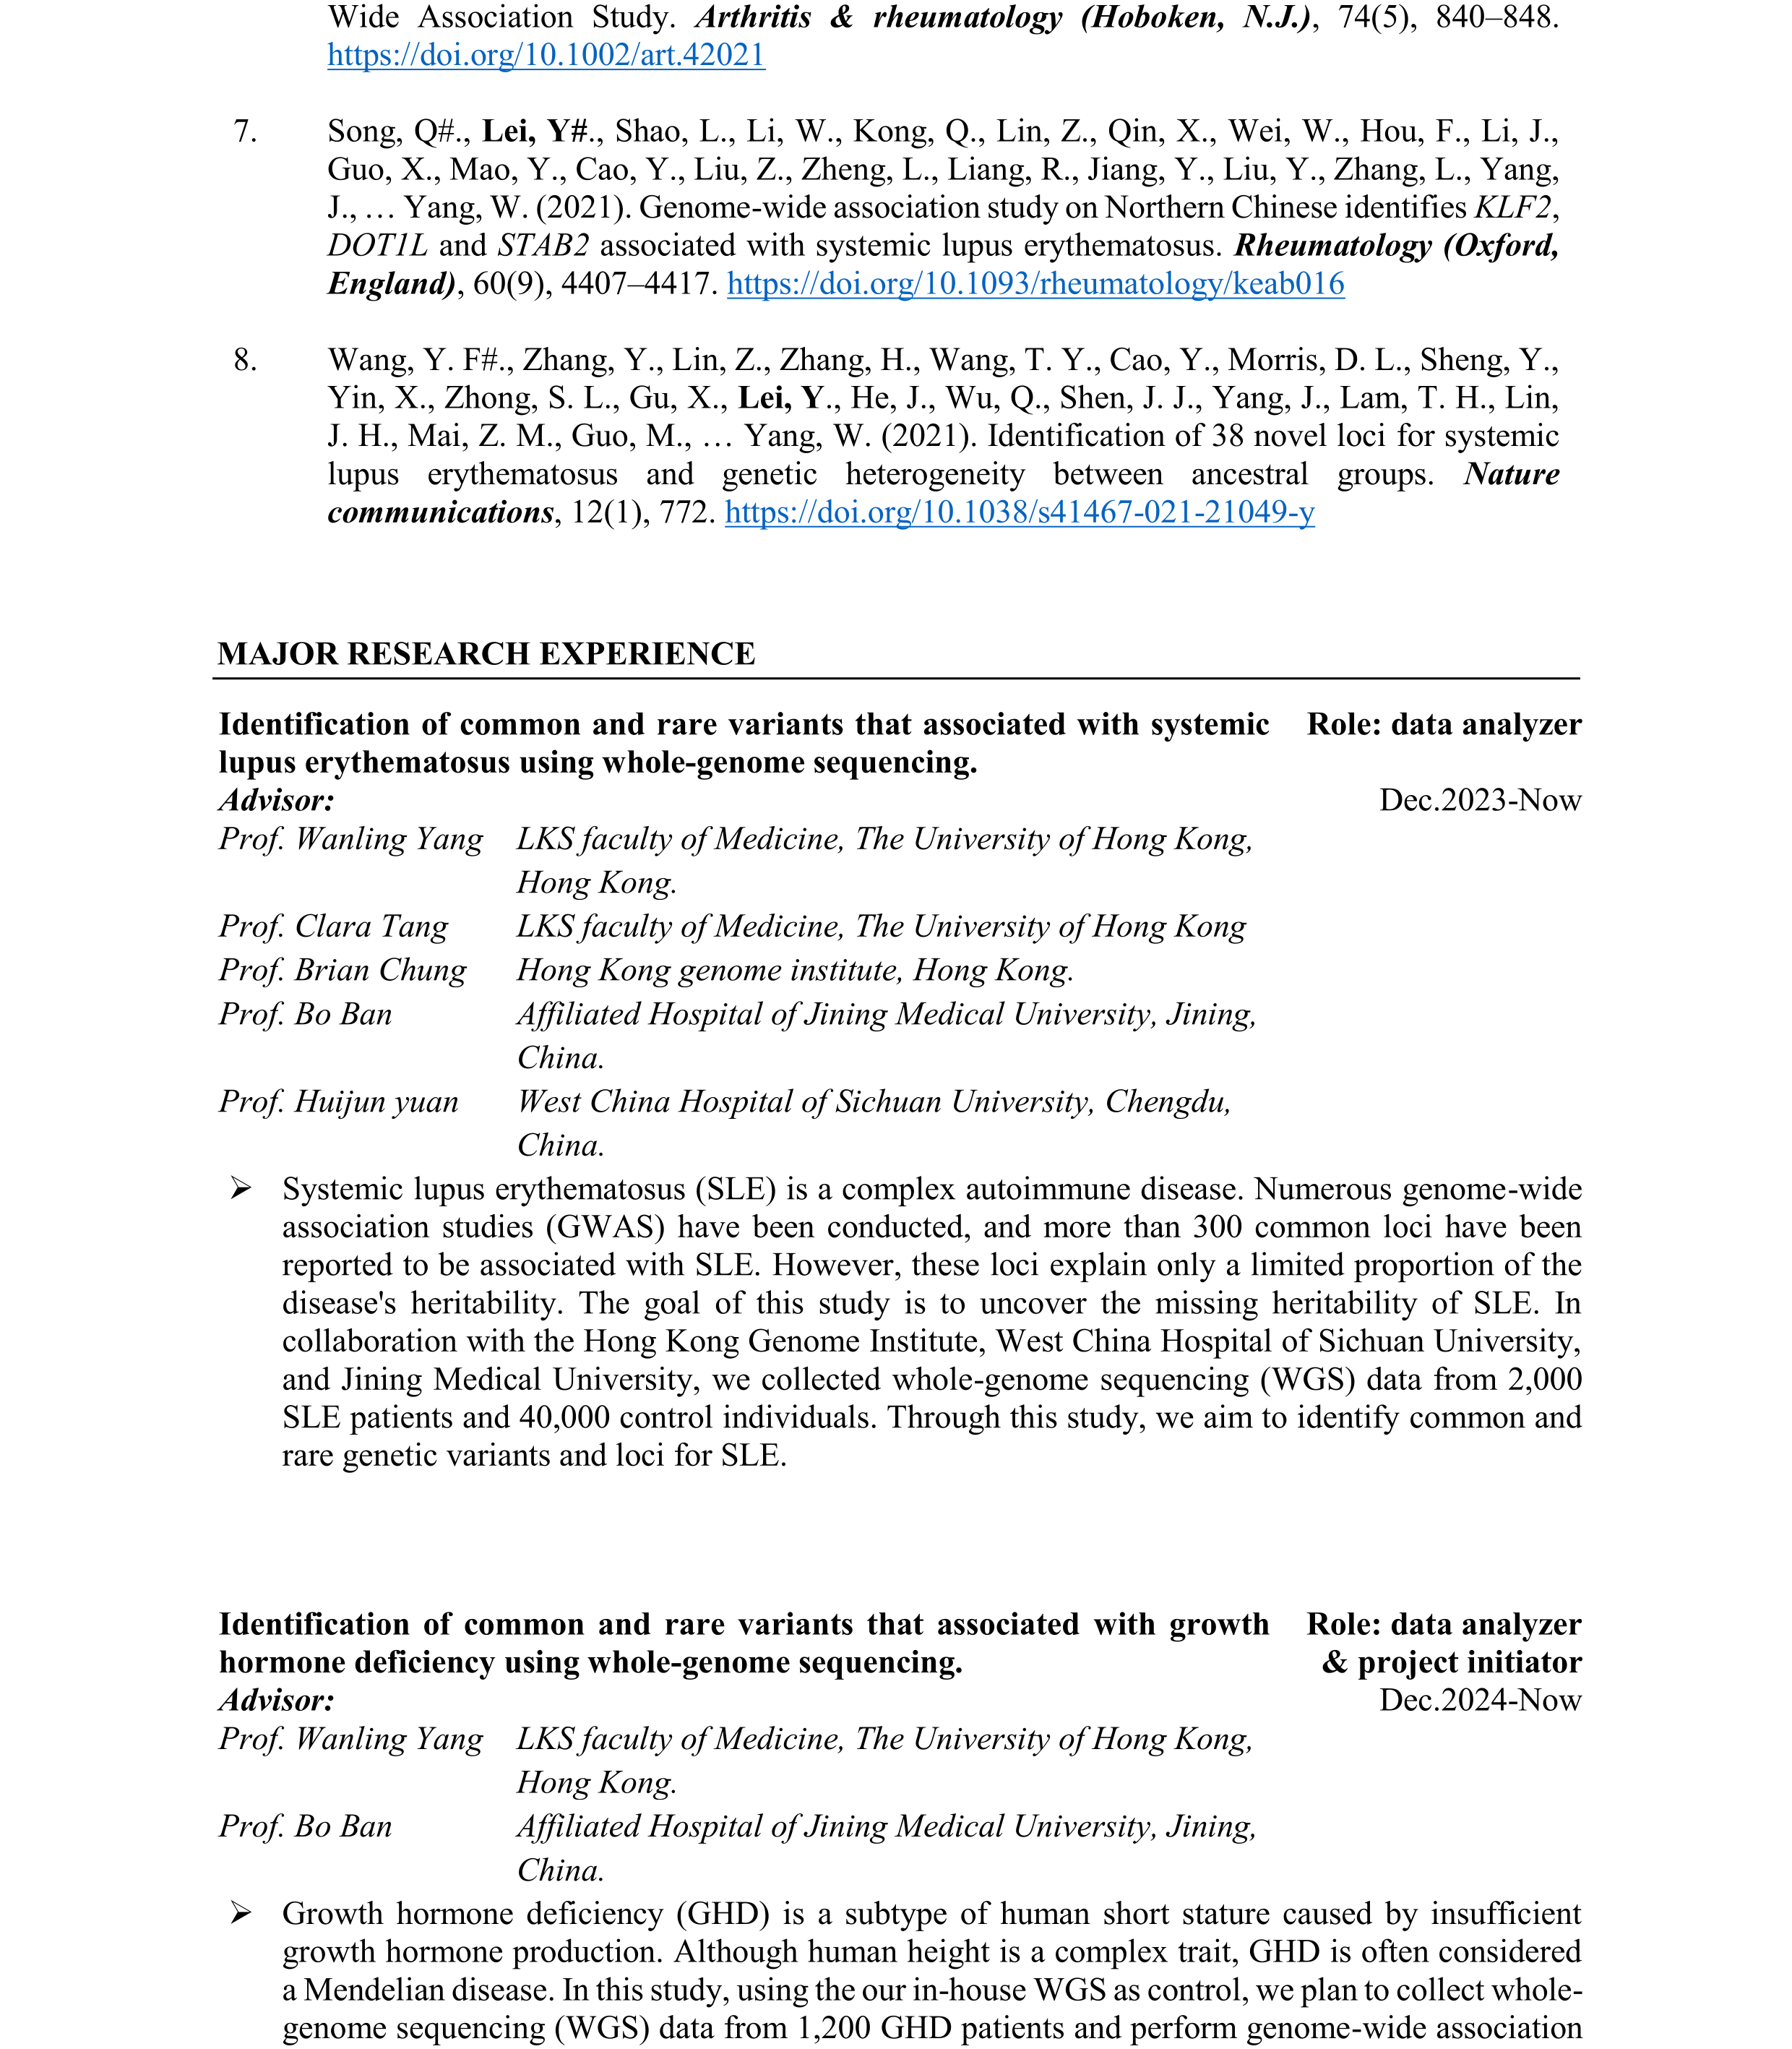 Wide Association Study. Arthritis & rheumatology (Hoboken, N.J.), 74(5), 840–848.
https://doi.org/10.1002/art.42021
7. Song, Q#., Lei, Y#., Shao, L., Li, W., Kong, Q., Lin, Z., Qin, X., Wei, W., Hou, F., Li, J.,
Guo, X., Mao, Y., Cao, Y., Liu, Z., Zheng, L., Liang, R., Jiang, Y., Liu, Y., Zhang, L., Yang,
J., … Yang, W. (2021). Genome-wide association study on Northern Chinese identifies KLF2,
DOT1L and STAB2 associated with systemic lupus erythematosus. Rheumatology (Oxford,
England), 60(9), 4407–4417. https://doi.org/10.1093/rheumatology/keab016
8. Wang, Y. F#., Zhang, Y., Lin, Z., Zhang, H., Wang, T. Y., Cao, Y., Morris, D. L., Sheng, Y.,
Yin, X., Zhong, S. L., Gu, X., Lei, Y., He, J., Wu, Q., Shen, J. J., Yang, J., Lam, T. H., Lin,
J. H., Mai, Z. M., Guo, M., … Yang, W. (2021). Identification of 38 novel loci for systemic
lupus erythematosus and genetic heterogeneity between ancestral groups. Nature
communications, 12(1), 772. https://doi.org/10.1038/s41467-021-21049-y
MAJOR RESEARCH EXPERIENCE
Identification of common and rare variants that associated with systemic Role: data analyzer
lupus erythematosus using whole-genome sequencing.
Advisor: Dec.2023-Now
Prof. Wanling Yang LKS faculty of Medicine, The University of Hong Kong,
Hong Kong.
Prof. Clara Tang LKS faculty of Medicine, The University of Hong Kong
Prof. Brian Chung Hong Kong genome institute, Hong Kong.
Prof. Bo Ban Affiliated Hospital of Jining Medical University, Jining,
China.
Prof. Huijun yuan West China Hospital of Sichuan University, Chengdu,
China.
➢ Systemic lupus erythematosus (SLE) is a complex autoimmune disease. Numerous genome-wide
association studies (GWAS) have been conducted, and more than 300 common loci have been
reported to be associated with SLE. However, these loci explain only a limited proportion of the
disease's heritability. The goal of this study is to uncover the missing heritability of SLE. In
collaboration with the Hong Kong Genome Institute, West China Hospital of Sichuan University,
and Jining Medical University, we collected whole-genome sequencing (WGS) data from 2,000
SLE patients and 40,000 control individuals. Through this study, we aim to identify common and
rare genetic variants and loci for SLE.
Identification of common and rare variants that associated with growth Role: data analyzer
hormone deficiency using whole-genome sequencing. & project initiator
Advisor: Dec.2024-Now
Prof. Wanling Yang LKS faculty of Medicine, The University of Hong Kong,
Hong Kong.
Prof. Bo Ban Affiliated Hospital of Jining Medical University, Jining,
China.
➢ Growth hormone deficiency (GHD) is a subtype of human short stature caused by insufficient
growth hormone production. Although human height is a complex trait, GHD is often considered
a Mendelian disease. In this study, using the our in-house WGS as control, we plan to collect whole-
genome sequencing (WGS) data from 1,200 GHD patients and perform genome-wide association